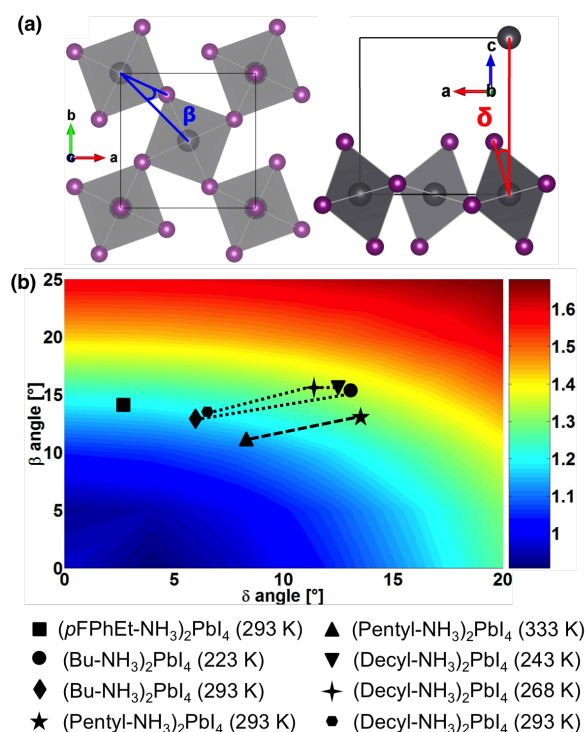 (a)
β
b
a
c
a
b
δ
(b)
25
20
15
10
5
0
β angle [°]
0
5
10
15
20
δ angle [°]
1.6
1.5
1.4
1.3
1.2
1.1
1
(pFPhEt-NH₃)₂PbI₄ (293 K)
(Bu-NH₃)₂PbI₄ (223 K)
(Bu-NH₃)₂PbI₄ (293 K)
(Pentyl-NH₃)₂PbI₄ (293 K)
(Pentyl-NH₃)₂PbI₄ (333 K)
(Decyl-NH₃)₂PbI₄ (243 K)
(Decyl-NH₃)₂PbI₄ (268 K)
(Decyl-NH₃)₂PbI₄ (293 K)